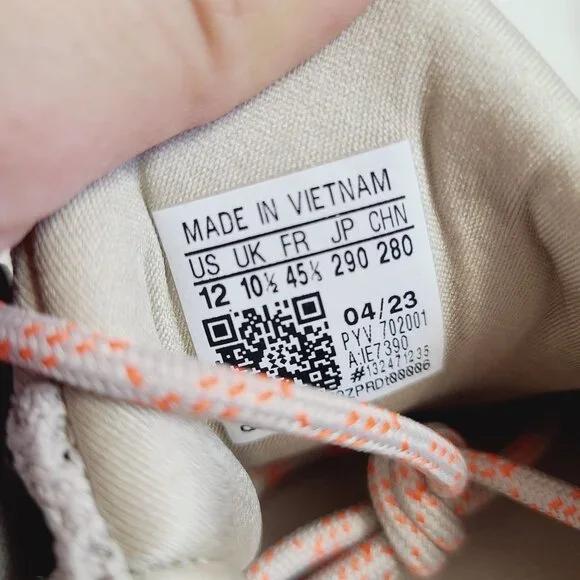 MADE IN VIETNAM
US UK FR JP CHN
12 10½ 45⅓ 290 280
04/23
PYV 702001
A:IE7390
#132471235